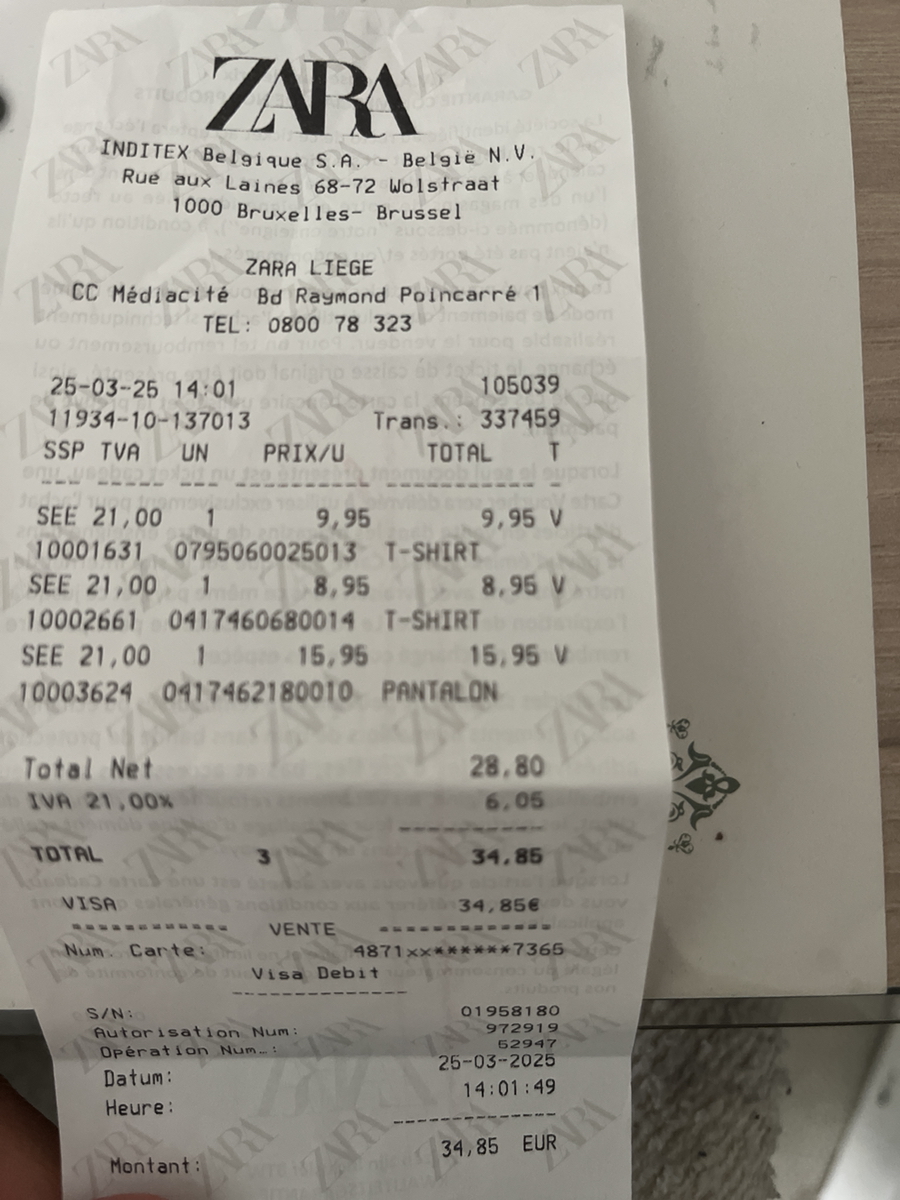 ZARA
INDITEX Belgique S.A. - België N.V.
Rue aux Laines 68-72 Wolstraat
1000 Bruxelles- Brussel
ZARA LIEGE
CC Médiacité Bd Raymond Poincarré 1
TEL: 0800 78 323
25-03-25 14:01 105039
11934-10-137013 Trans.: 337459
SSP TVA UN PRIX/U TOTAL T
--- ----- --- --------- ---------- -
SEE 21,00 1 9,95 9,95 V
10001631 0795060025013 T-SHIRT
SEE 21,00 1 8,95 8,95 V
10002661 0417460680014 T-SHIRT
SEE 21,00 1 15,95 15,95 V
10003624 0417462180010 PANTALON
Total Net 28,80
IVA 21,00% 6,05
----------
TOTAL 3 34,85
VISA 34,85€
============ VENTE =============
Num. Carte: 4871xx******7365
Visa Debit
--------------
S/N: 01958180
Autorisation Num: 972919
Opération Num.: 52947
Datum: 25-03-2025
Heure: 14:01:49
-------------
Montant: 34,85 EUR